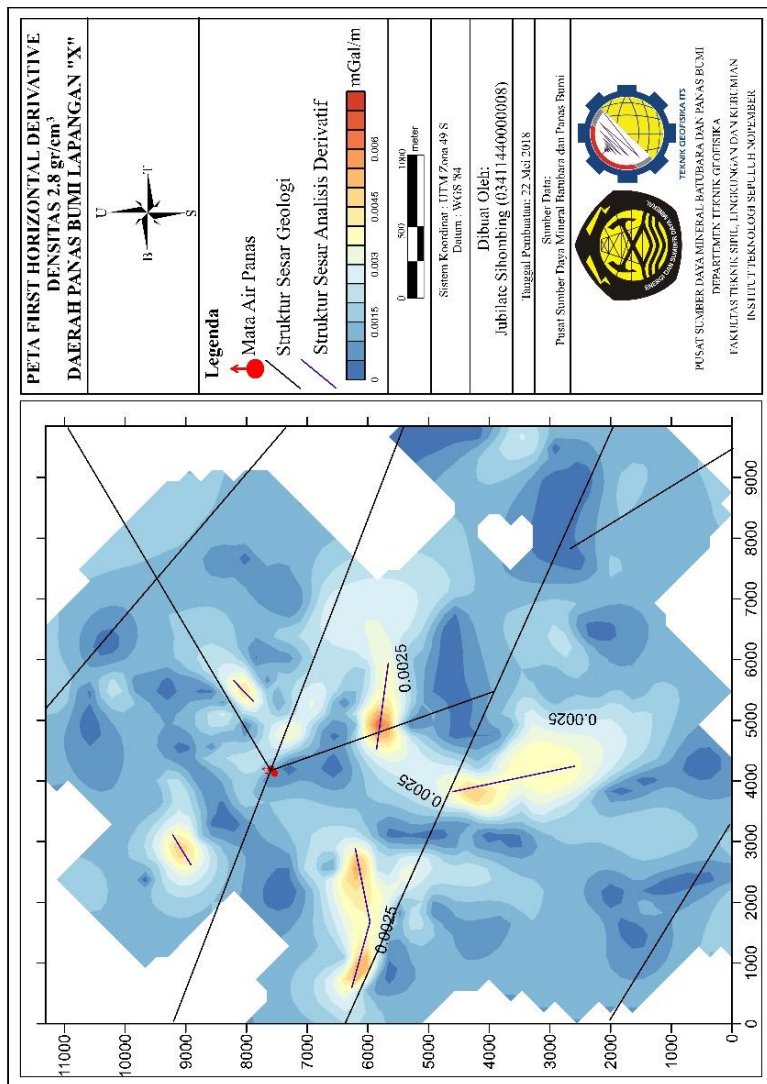 PETA FIRST HORIZONTAL DERIVATIVE
DENSITAS 2.8 gr/cm³
DAERAH PANAS BUMI LAPANGAN "X"
U
B
T
S
Legenda
Mata Air Panas
Struktur Sesar Geologi
Struktur Sesar Analisis Derivatif
0
0.0015
0.003
0.0045
0.006
mGal/m
0
500
1000
meter
Sistem Koordinat : UTM Zona 49 S
Datum : WGS '84
Dibuat Oleh:
Jubilate Sihombing (03411440000008)
Tanggal Pembuatan: 22 Mei 2018
Sumber Data:
Pusat Sumber Daya Mineral Batubara dan Panas Bumi
ENERGI DAN SUMBER DAYA MINERAL
TEKNIK GEOFISIKA ITS
PUSAT SUMBER DAYA MINERAL BATUBARA DAN PANAS BUMI
DEPARTEMEN TEKNIK GEOFISIKA
FAKULTAS TEKNIK SIPIL, LINGKUNGAN DAN KEBUMIAN
INSTITUT TEKNOLOGI SEPULUH NOPEMBER
11000
10000
9000
8000
7000
6000
5000
4000
3000
2000
1000
0
0
1000
2000
3000
4000
5000
6000
7000
8000
9000
0.0025
0.0025
0.0025
0.0025